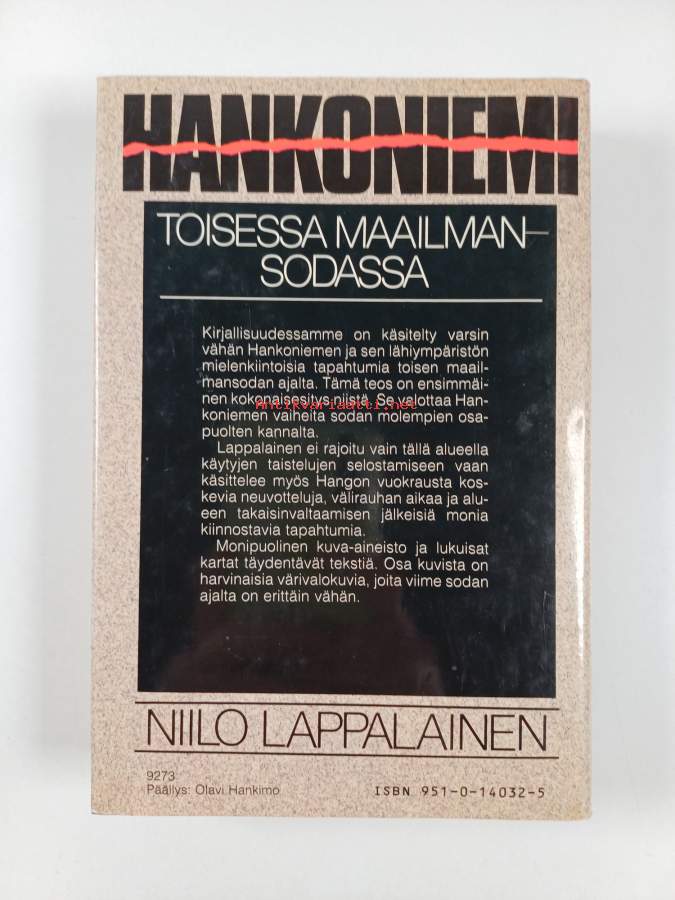 HANKONIEMI
TOISESSA MAAILMAN-
SODASSA
Kirjallisuudessamme on käsitelty varsin
vähän Hankoniemen ja sen lähiympäristön
mielenkiintoisia tapahtumia toisen maail-
mansodan ajalta. Tämä teos on ensimmäi-
nen kokonaisesitys niistä. Se valottaa Han-
Antikvariaatti.net
koniemen vaiheita sodan molempien osa-
puolten kannalta.
Lappalainen ei rajoitu vain tällä alueella
käytyjen taistelujen selostamiseen vaan
käsittelee myös Hangon vuokrausta kos-
kevia neuvotteluja, välirauhan aikaa ja alu-
een takaisinvaltaamisen jälkeisiä monia
kiinnostavia tapahtumia.
Monipuolinen kuva-aineisto ja lukuisat
kartat täydentävät tekstiä. Osa kuvista on
harvinaisia värivalokuvia, joita viime sodan
ajalta on erittäin vähän.
NIILO LAPPALAINEN
9273
Päällys: Olavi Hankimo
ISBN 951-0-14032-5